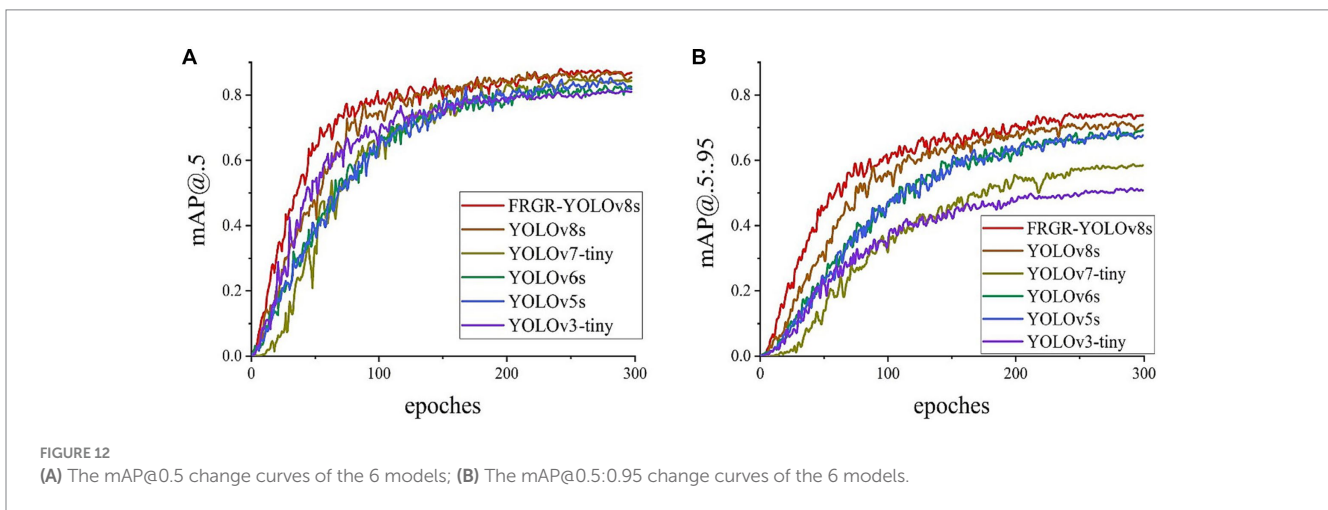 A
mAP@.5
0.8
0.6
0.4
0.2
0.0
0
100
200
300
epoches
FRGR-YOLOv8s
YOLOv8s
YOLOv7-tiny
YOLOv6s
YOLOv5s
YOLOv3-tiny
B
mAP@.5:.95
0.8
0.6
0.4
0.2
0.0
0
100
200
300
epoches
FRGR-YOLOv8s
YOLOv8s
YOLOv7-tiny
YOLOv6s
YOLOv5s
YOLOv3-tiny
FIGURE 12
(A) The mAP@0.5 change curves of the 6 models; (B) The mAP@0.5:0.95 change curves of the 6 models.